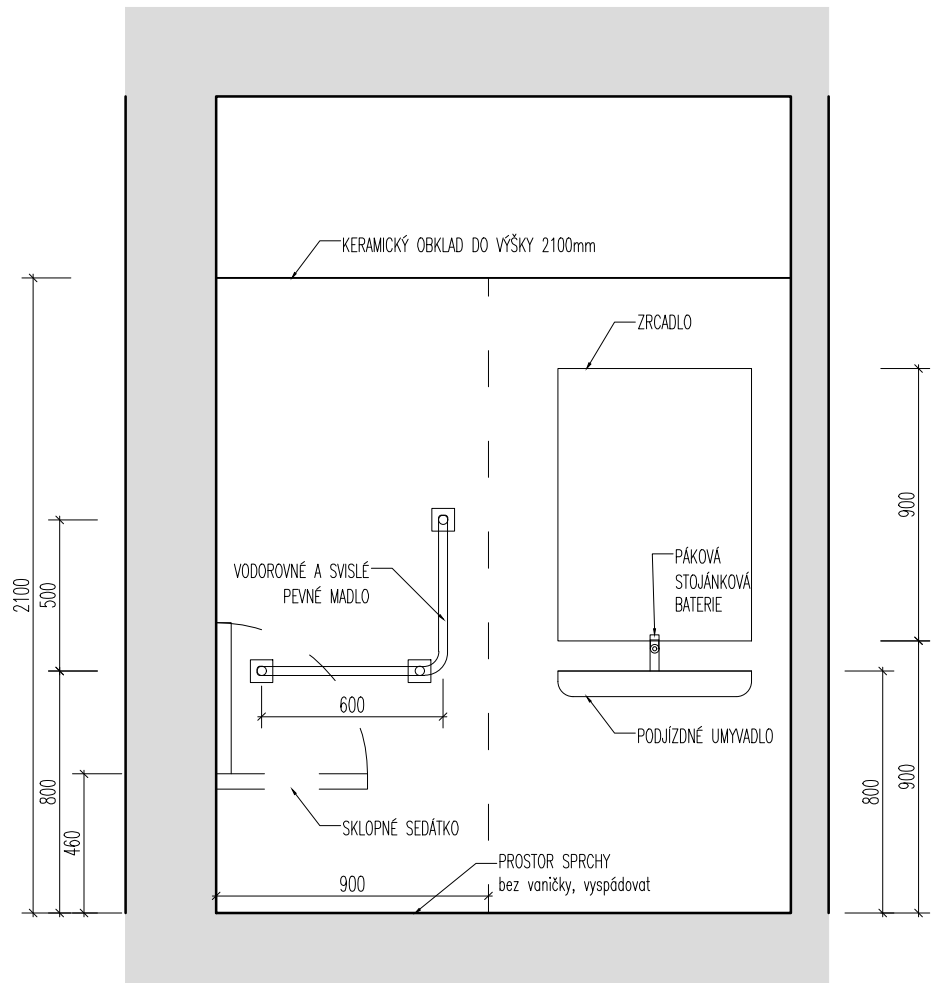 KERAMICKÝ OBKLAD DO VÝŠKY 2100mm
ZRCADLO
900
PÁKOVÁ
STOJÁNKOVÁ
BATERIE
VODOROVNÉ A SVISLÉ
PEVNÉ MADLO
2100
500
600
PODJÍZDNÉ UMYVADLO
800
460
800
900
SKLOPNÉ SEDÁTKO
PROSTOR SPRCHY
bez vaničky, vyspádovat
900